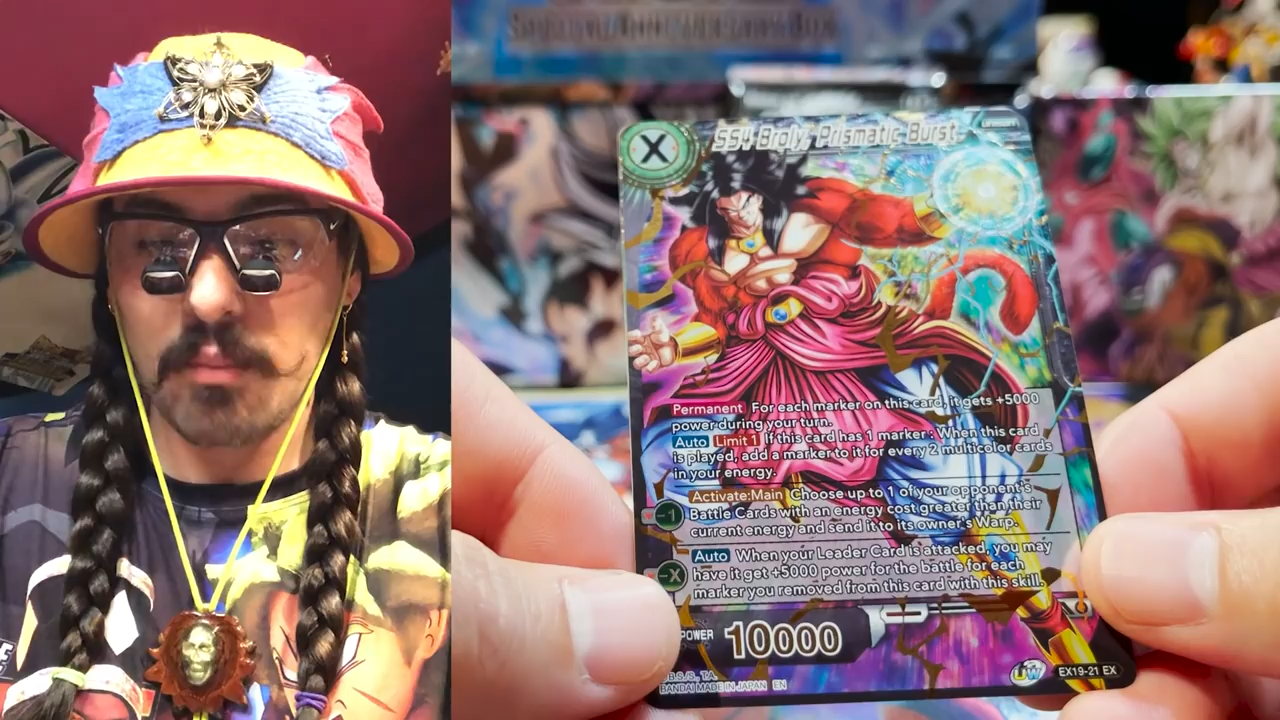 X
SS4 Broly, Prismatic Burst
Permanent For each marker on this card, it gets +5000
power during your turn.
Auto Limit 1 If this card has 1 marker : When this card
is played, add a marker to it for every 2 multicolor cards
in your energy.
Activate:Main Choose up to 1 of your opponent's
-1 Battle Cards with an energy cost greater than their
current energy and send it to its owner's Warp.
Auto When your Leader Card is attacked, you may
-X have it get +5000 power for the battle for each
marker you removed from this card with this skill.
POWER 10000
B.S./S., T.A.
BANDAI MADE IN JAPAN EN
UW
EX19-21 EX